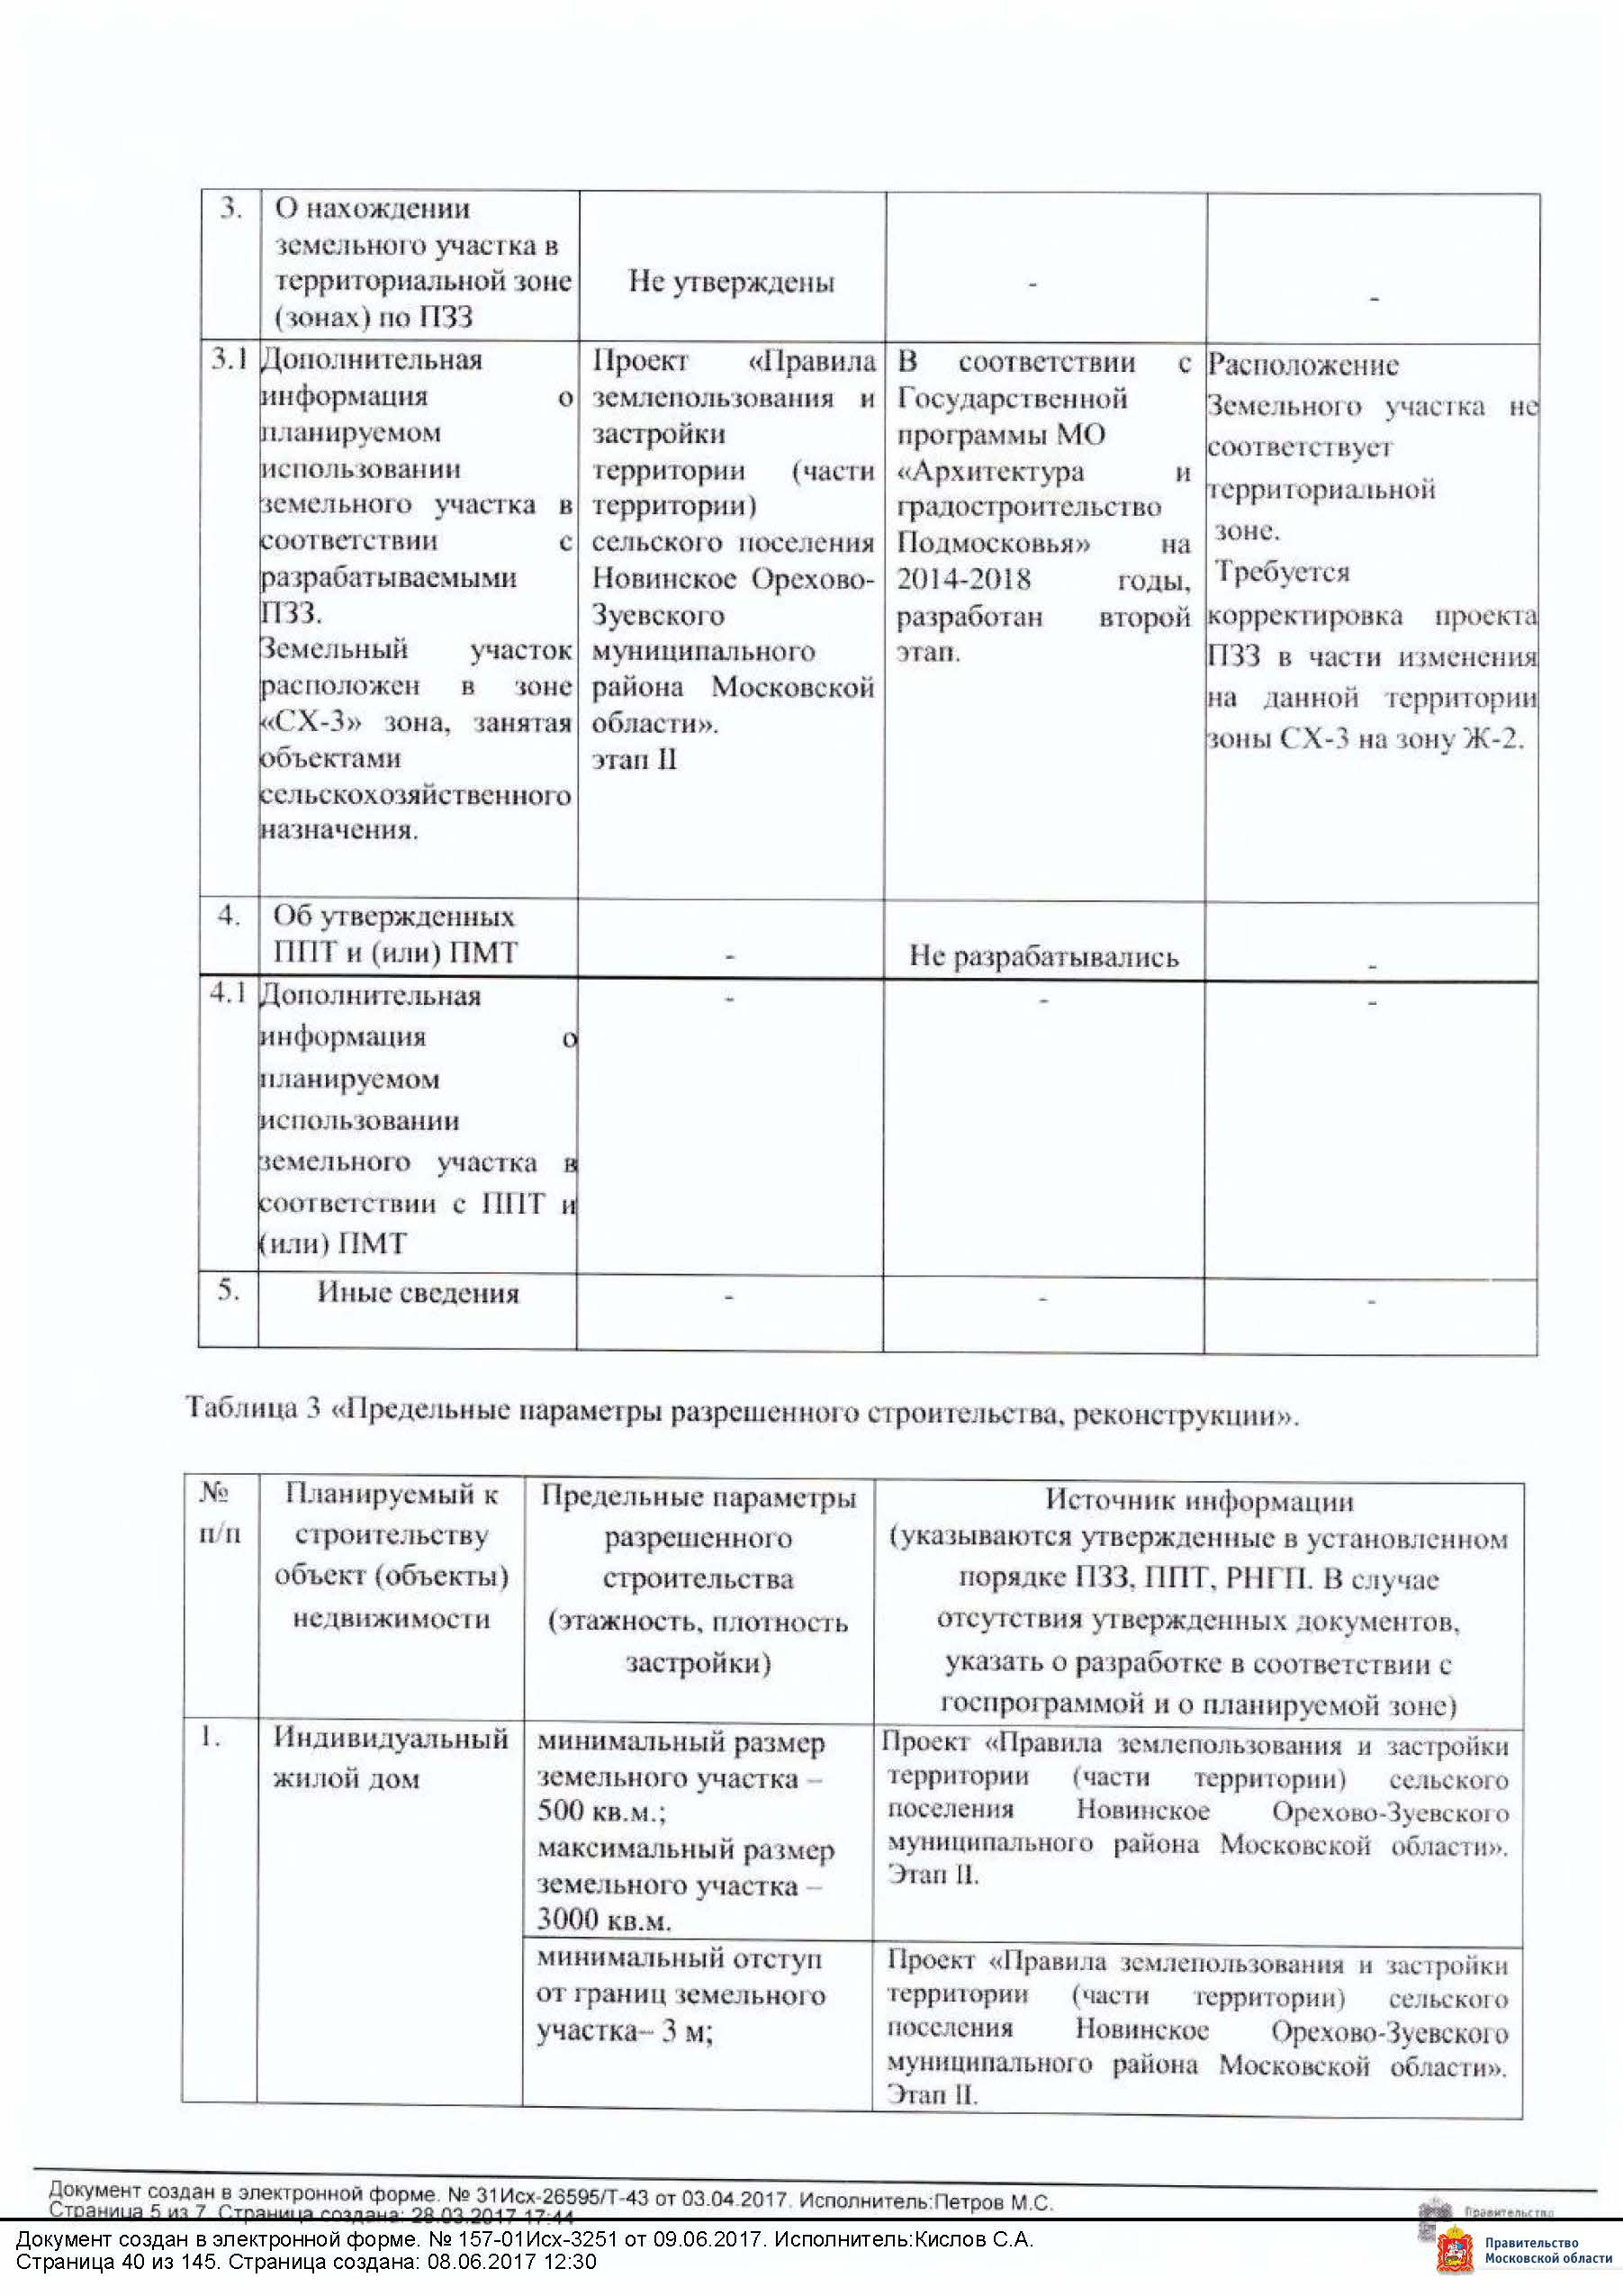 3.
О нахождении
земельного участка в
территориальной зоне
(зонах) по ПЗЗ
Не утверждены
-
-
3.1
Дополнительная
информация о
планируемом
использовании
земельного участка в
соответствии с
разрабатываемыми
ПЗЗ.
Земельный участок
расположен в зоне
«СХ-3» зона, занятая
объектами
сельскохозяйственного
назначения.
Проект «Правила
землепользования и
застройки
территории (части
территории)
сельского поселения
Новинское Орехово-
Зуевского
муниципального
района Московской
области».
этап II
В соответствии с
Государственной
программы МО
«Архитектура и
градостроительство
Подмосковья» на
2014-2018 годы,
разработан второй
этап.
Расположение
Земельного участка не
соответствует
территориальной
зоне.
Требуется
корректировка проекта
ПЗЗ в части изменения
на данной территории
зоны СХ-3 на зону Ж-2.
4.
Об утвержденных
ППТ и (или) ПМТ
-
Не разрабатывались
-
4.1
Дополнительная
информация о
планируемом
использовании
земельного участка в
соответствии с ППТ и
(или) ПМТ
-
-
-
5.
Иные сведения
-
-
-
Таблица 3 «Предельные параметры разрешенного строительства, реконструкции».
№
п/п
Планируемый к
строительству
объект (объекты)
недвижимости
Предельные параметры
разрешенного
строительства
(этажность, плотность
застройки)
Источник информации
(указываются утвержденные в установленном
порядке ПЗЗ, ППТ, РНГП. В случае
отсутствия утвержденных документов,
указать о разработке в соответствии с
госпрограммой и о планируемой зоне)
1.
Индивидуальный
жилой дом
минимальный размер
земельного участка –
500 кв.м.;
максимальный размер
земельного участка –
3000 кв.м.
Проект «Правила землепользования и застройки
территории (части территории) сельского
поселения Новинское Орехово-Зуевского
муниципального района Московской области».
Этап II.
минимальный отступ
от границ земельного
участка– 3 м;
Проект «Правила землепользования и застройки
территории (части территории) сельского
поселения Новинское Орехово-Зуевского
муниципального района Московской области».
Этап II.
Документ создан в электронной форме. № 31Исх-26595/Т-43 от 03.04.2017. Исполнитель:Петров М.С.
Страница 5 из 7. Страница создана: 28.03.2017 17:44
Правительство
Документ создан в электронной форме. № 157-01Исх-3251 от 09.06.2017. Исполнитель:Кислов С.А.
Страница 40 из 145. Страница создана: 08.06.2017 12:30
Правительство
Московской области